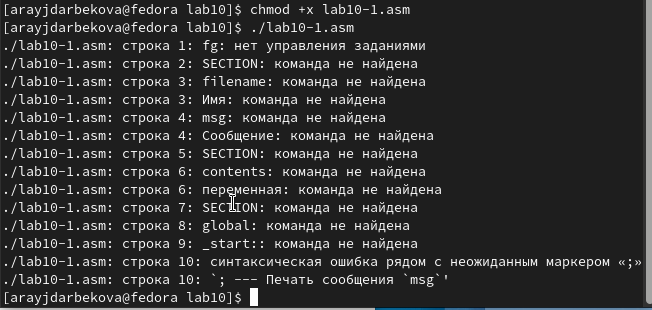 [arayjdarbekova@fedora lab10]$ chmod +x lab10-1.asm
[arayjdarbekova@fedora lab10]$ ./lab10-1.asm
./lab10-1.asm: строка 1: fg: нет управления заданиями
./lab10-1.asm: строка 2: SECTION: команда не найдена
./lab10-1.asm: строка 3: filename: команда не найдена
./lab10-1.asm: строка 3: Имя: команда не найдена
./lab10-1.asm: строка 4: msg: команда не найдена
./lab10-1.asm: строка 4: Сообщение: команда не найдена
./lab10-1.asm: строка 5: SECTION: команда не найдена
./lab10-1.asm: строка 6: contents: команда не найдена
./lab10-1.asm: строка 6: переменная: команда не найдена
./lab10-1.asm: строка 7: SECTION: команда не найдена
./lab10-1.asm: строка 8: global: команда не найдена
./lab10-1.asm: строка 9: _start:: команда не найдена
./lab10-1.asm: строка 10: синтаксическая ошибка рядом с неожиданным маркером «;»
./lab10-1.asm: строка 10: `; --- Печать сообщения `msg`'
[arayjdarbekova@fedora lab10]$